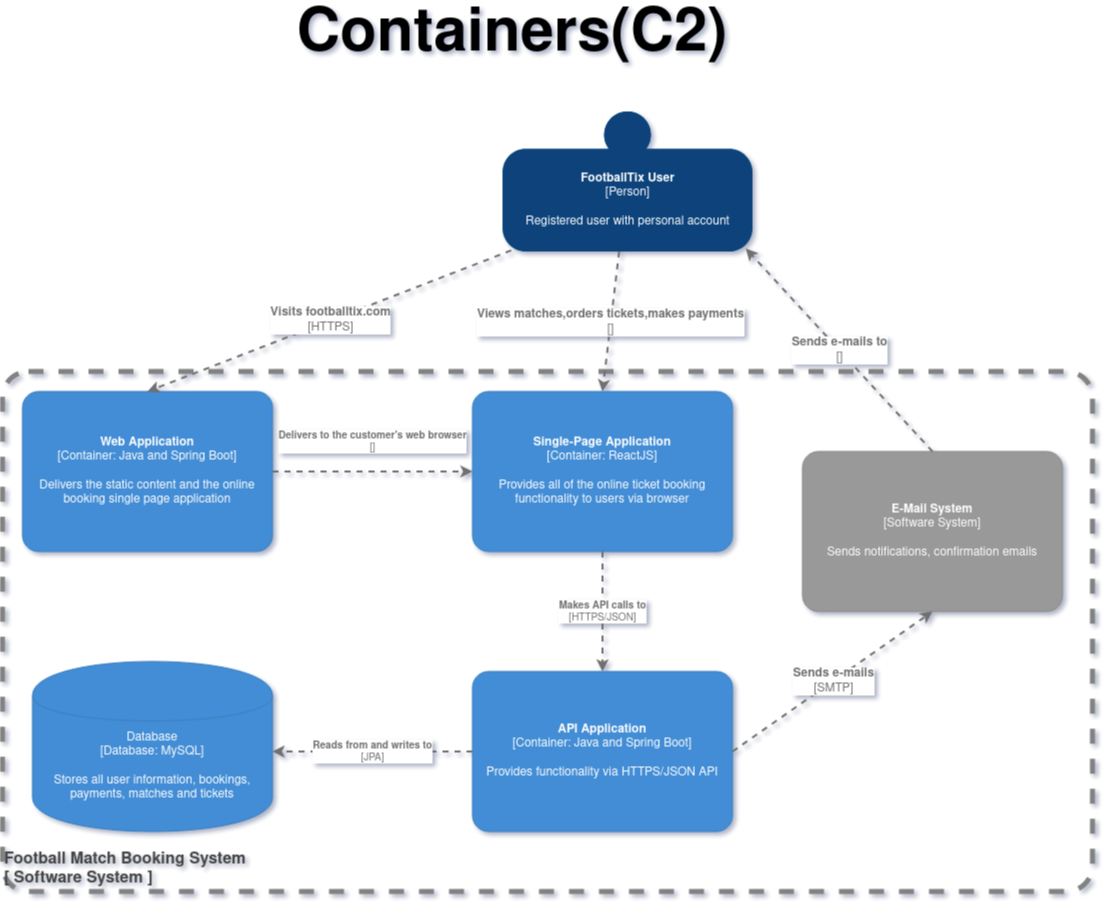 Containers(C2)
FootballTix User
[Person]
Registered user with personal account
Visits footballtix.com
[HTTPS]
Views matches,orders tickets,makes payments
[]
Sends e-mails to
[]
Web Application
[Container: Java and Spring Boot]
Delivers the static content and the online
booking single page application
Delivers to the customer's web browser
[]
Single-Page Application
[Container: ReactJS]
Provides all of the online ticket booking
functionality to users via browser
E-Mail System
[Software System]
Sends notifications, confirmation emails
Makes API calls to
[HTTPS/JSON]
Sends e-mails
[SMTP]
Database
[Database: MySQL]
Stores all user information, bookings,
payments, matches and tickets
Reads from and writes to
[JPA]
API Application
[Container: Java and Spring Boot]
Provides functionality via HTTPS/JSON API
Football Match Booking System
[ Software System ]